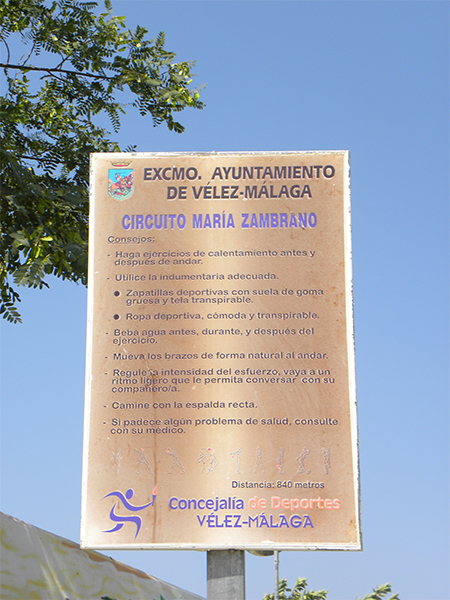 EXCMO. AYUNTAMIENTO
DE VÉLEZ-MÁLAGA
CIRCUITO MARÍA ZAMBRANO
Consejos:
- Haga ejercicios de calentamiento antes y
después de andar.
- Utilice la indumentaria adecuada.
● Zapatillas deportivas con suela de goma
gruesa y tela transpirable.
● Ropa deportiva, cómoda y transpirable.
- Beba agua antes, durante, y después del
ejercicio.
- Mueva los brazos de forma natural al andar.
- Regule la intensidad del esfuerzo, vaya a un
ritmo ligero que le permita conversar con su
compañero/a.
- Camine con la espalda recta.
- Si padece algún problema de salud, consulte
con su médico.
Distancia: 840 metros
Concejalía de Deportes
VÉLEZ-MÁLAGA